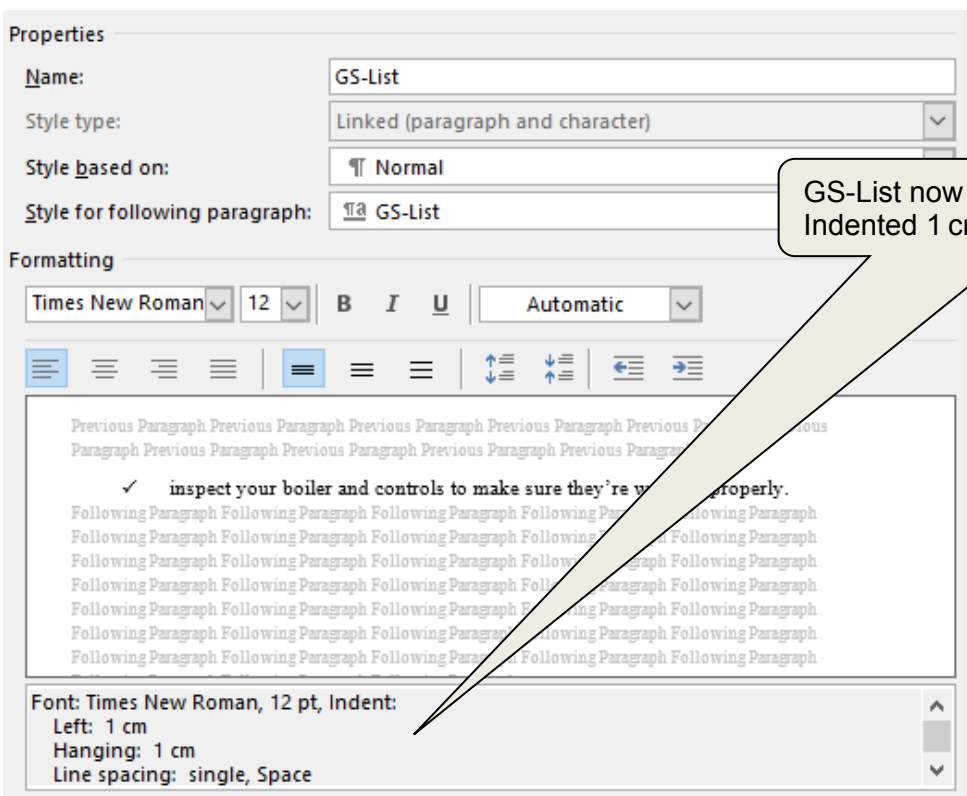 Properties
Name: GS-List
Style type: Linked (paragraph and character)
Style based on: ¶ Normal
Style for following paragraph: ¶a GS-List
GS-List now
Indented 1
Formatting
Times New Roman 12 B I U Automatic
Previous Paragraph Previous Paragraph Previous Paragraph Previous Paragraph Previous
Paragraph Previous Paragraph Previous Paragraph Previous Paragraph Previous
✓ inspect your boiler and controls to make sure they're properly.
Following Paragraph Following Paragraph Following Paragraph Following Paragraph
Following Paragraph Following Paragraph Following Paragraph Following Paragraph
Following Paragraph Following Paragraph Following Paragraph Following Paragraph
Following Paragraph Following Paragraph Following Paragraph
Following Paragraph Following Paragraph Following Paragraph Following Paragraph
Following Paragraph Following Paragraph Following Paragraph Following Paragraph
Following Paragraph Following Paragraph Following Paragraph Following Paragraph
Font: Times New Roman, 12 pt, Indent:
Left: 1 cm
Hanging: 1 cm
Line spacing: single, Space